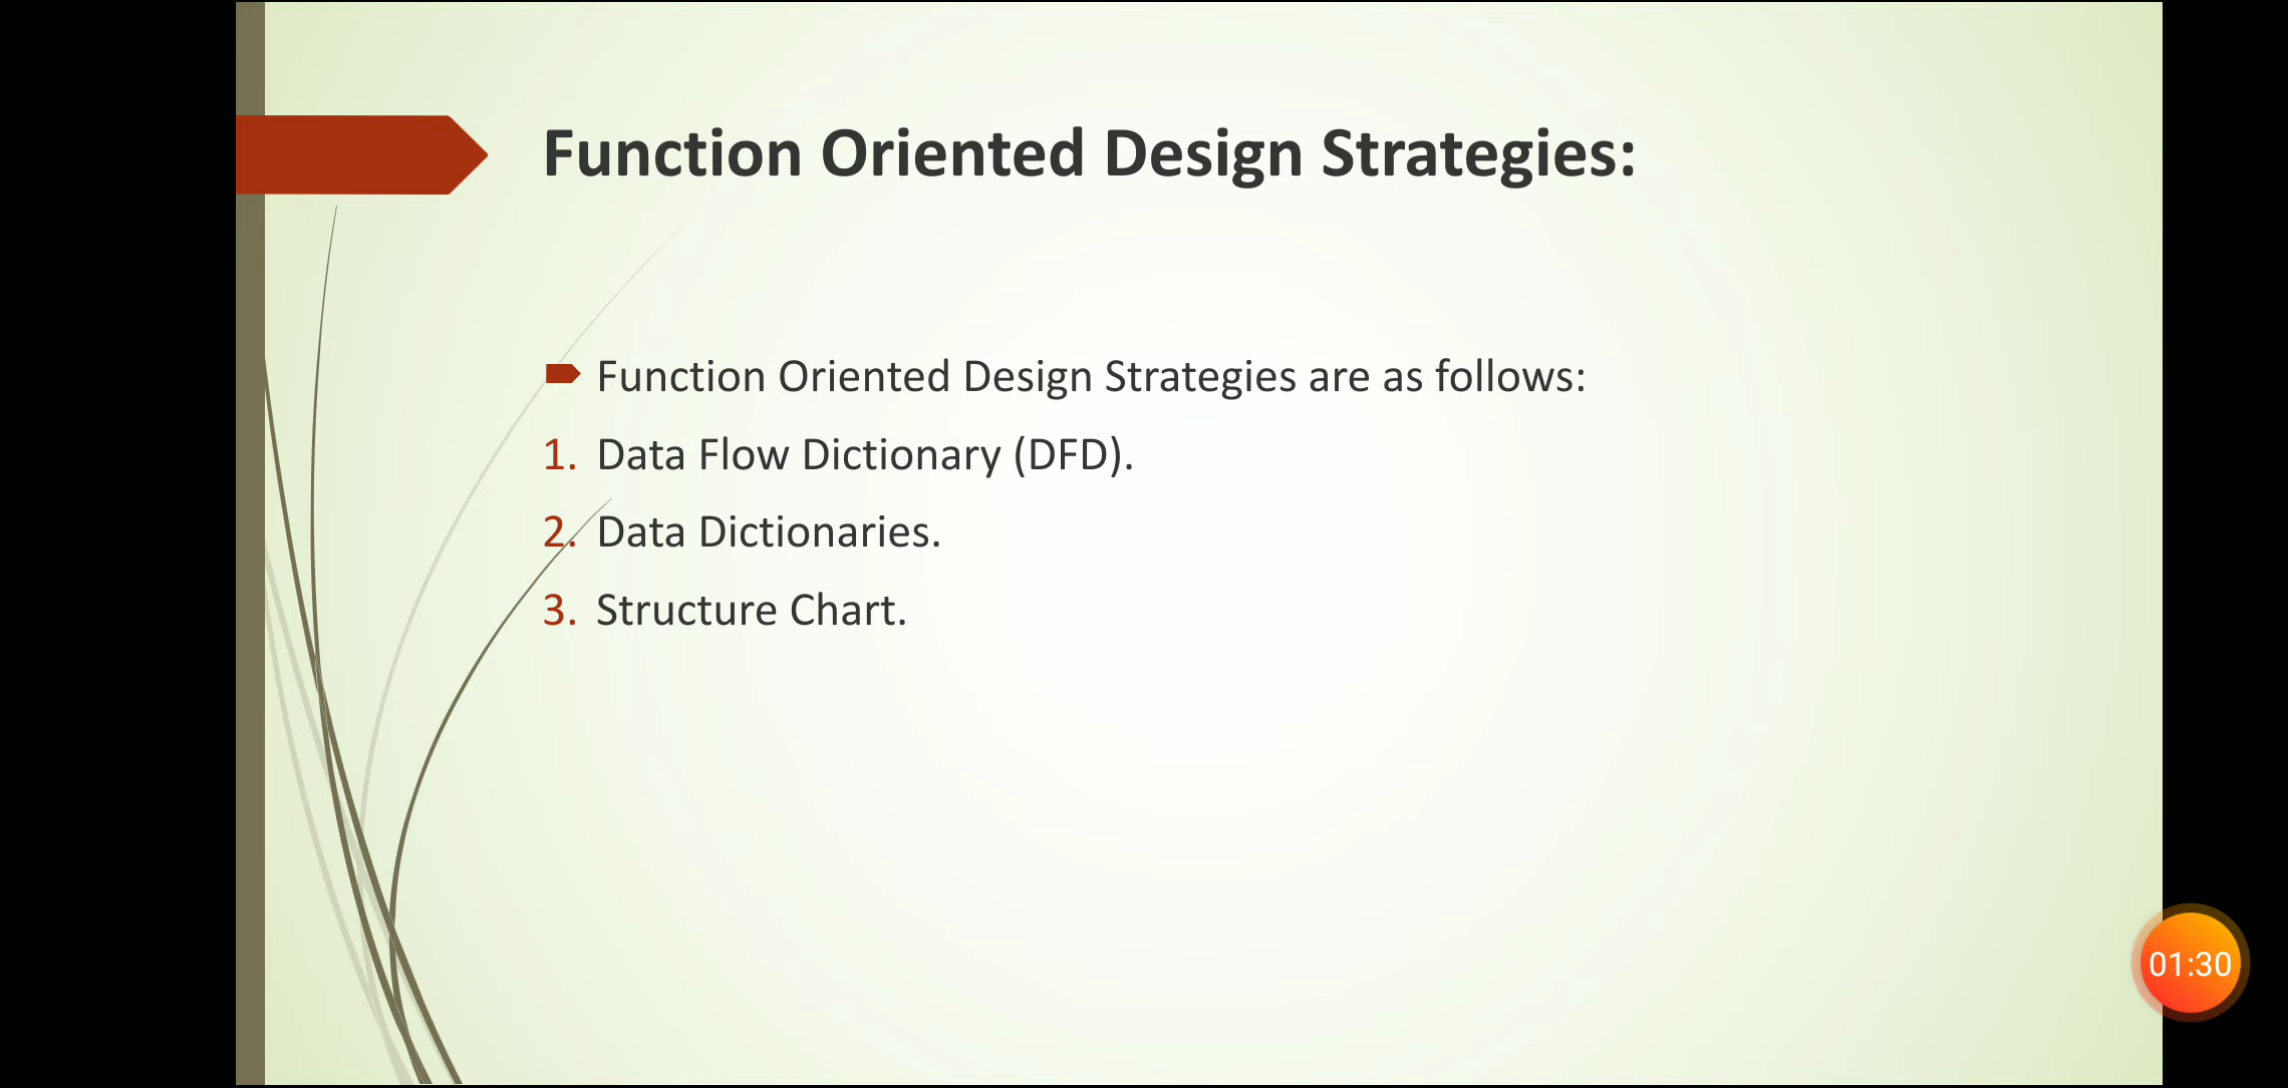 Function Oriented Design Strategies:
Function Oriented Design Strategies are as follows:
1. Data Flow Dictionary (DFD).
2. Data Dictionaries.
3. Structure Chart.
01:30